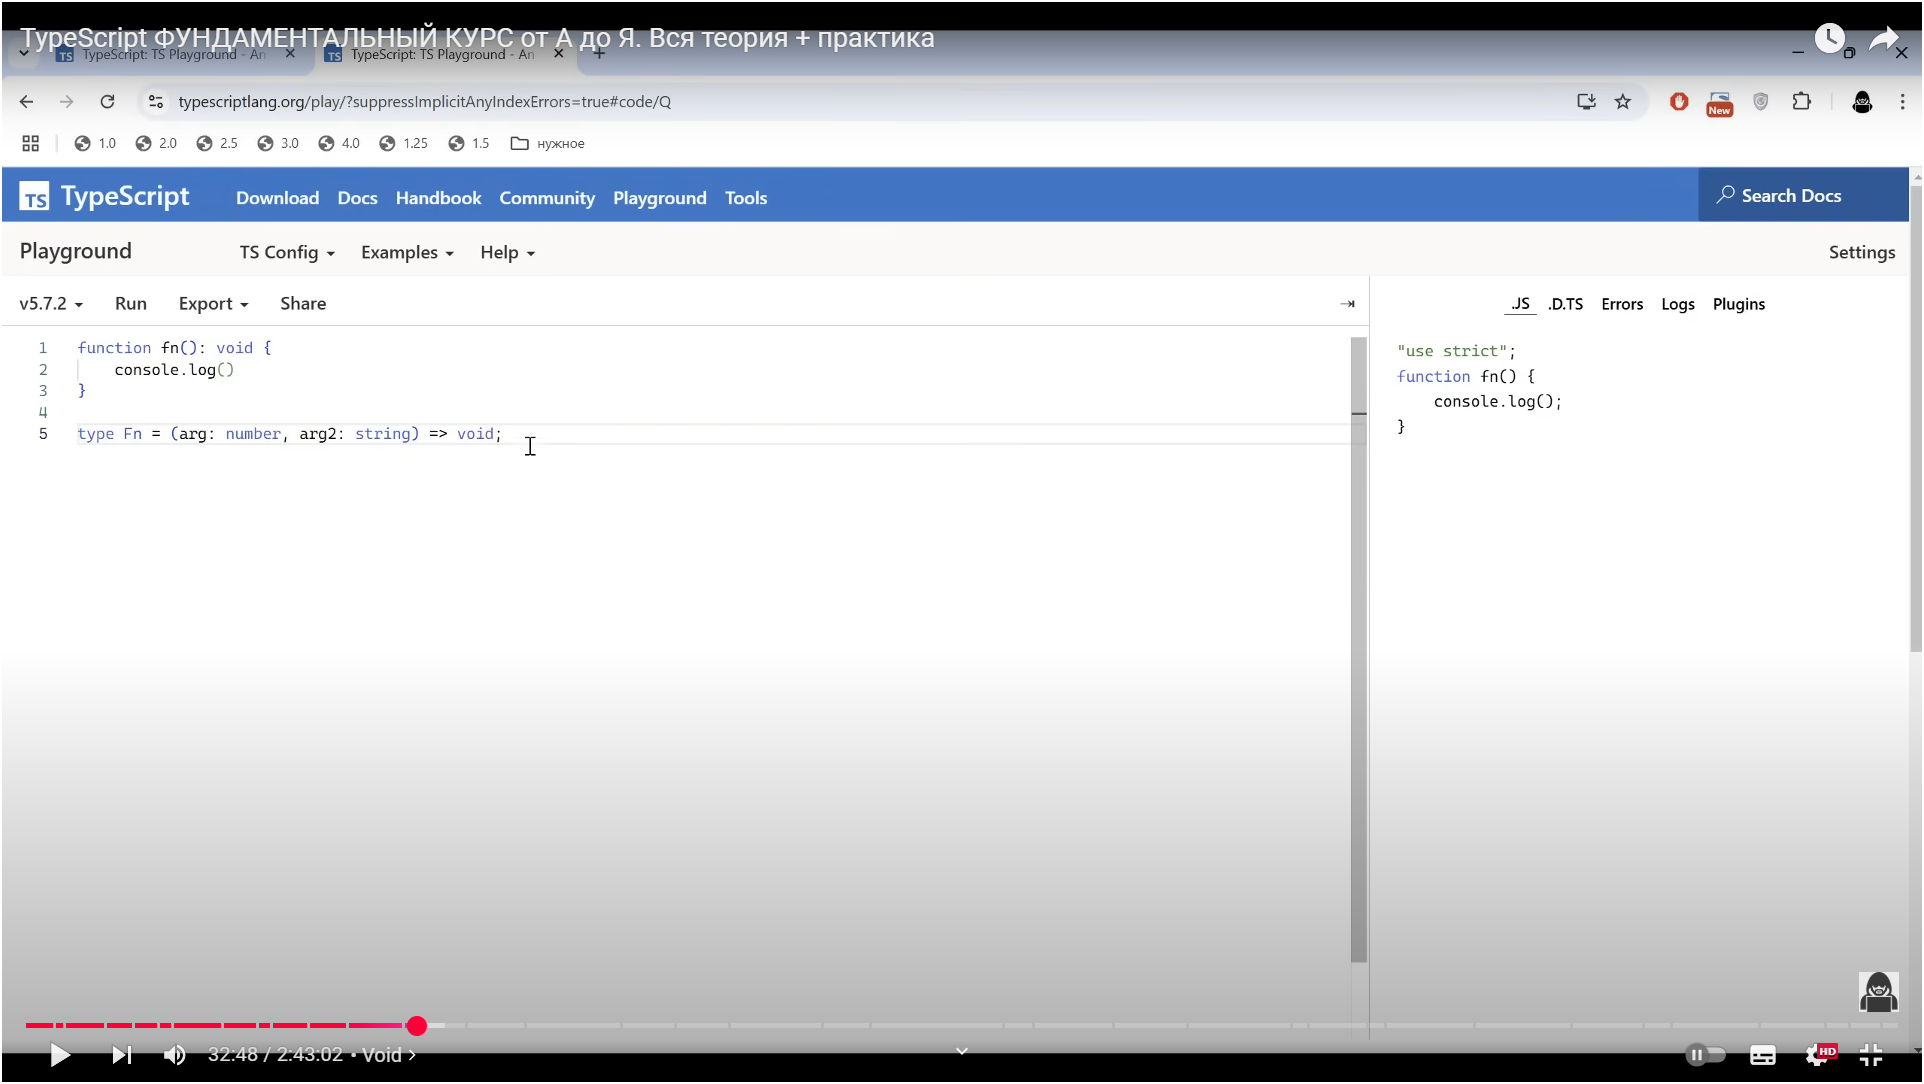 TypeScript ФУНДАМЕНТАЛЬНЫЙ КУРС от А до Я. Вся теория + практика
TypeScript: TS Playground - An
TypeScript: TS Playground - An
typescriptlang.org/play/?suppressImplicitAnyIndexErrors=true#code/Q
New
1.0 2.0 2.5 3.0 4.0 1.25 1.5 нужное
TS TypeScript Download Docs Handbook Community Playground Tools Search Docs
Playground TS Config Examples Help Settings
v5.7.2 Run Export Share .JS .D.TS Errors Logs Plugins
1 function fn(): void {
2 console.log()
3 }
4
5 type Fn = (arg: number, arg2: string) => void;
"use strict";
function fn() {
console.log();
}
32:48 / 2:43:02 • Void
HD